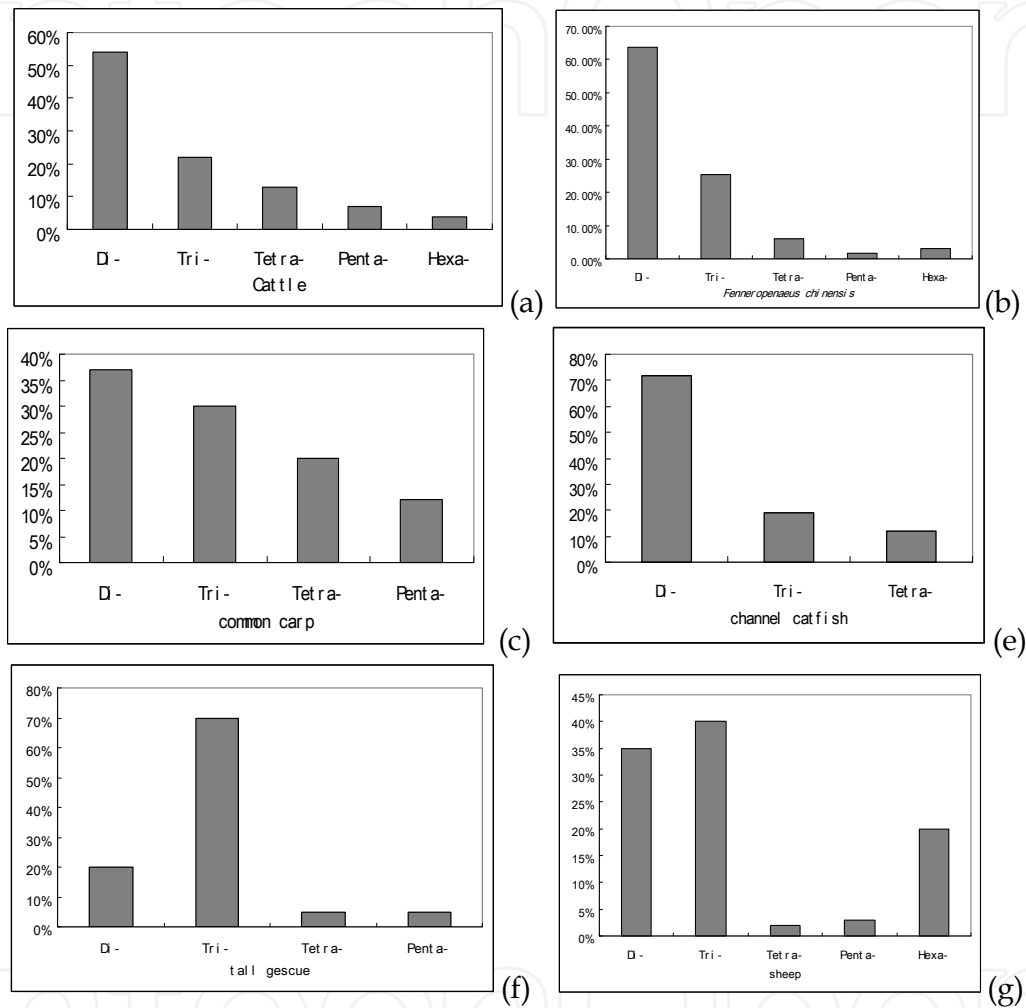 60%
50%
40%
30%
20%
10%
0%
Di- Tri- Tetra- Penta- Hexa-
Cattle
(a)
70.00%
60.00%
50.00%
40.00%
30.00%
20.00%
10.00%
0.00%
Di- Tri- Tetra- Penta- Hexa-
Fenneropenaeus chinensis
(b)
40%
35%
30%
25%
20%
15%
10%
5%
0%
Di- Tri- Tetra- Penta-
common carp
(c)
80%
70%
60%
50%
40%
30%
20%
10%
0%
Di- Tri- Tetra-
channel catfish
(e)
80%
70%
60%
50%
40%
30%
20%
10%
0%
Di- Tri- Tetra- Penta-
tall gescue
(f)
45%
40%
35%
30%
25%
20%
15%
10%
5%
0%
Di- Tri- Tetra- Penta- Hexa-
sheep
(g)